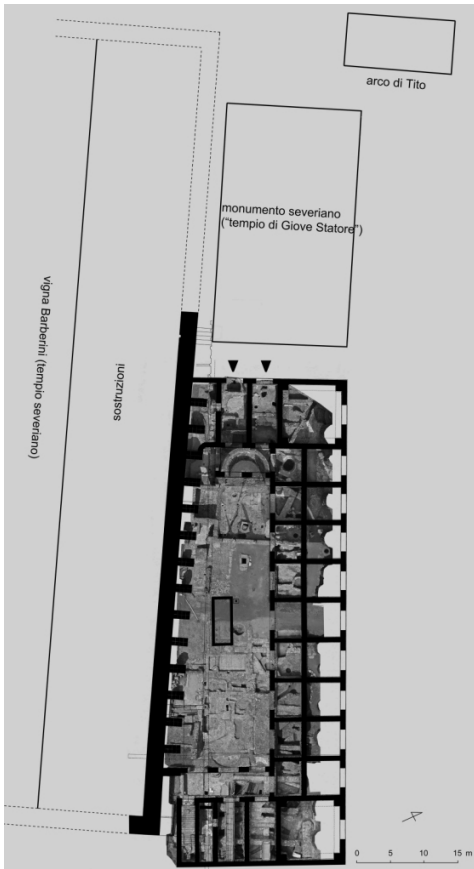 arco di Tito
monumento severiano
("tempio di Giove Statore")
vigna Barberini (tempio severiano)
sostruzioni
0 5 10 15 m